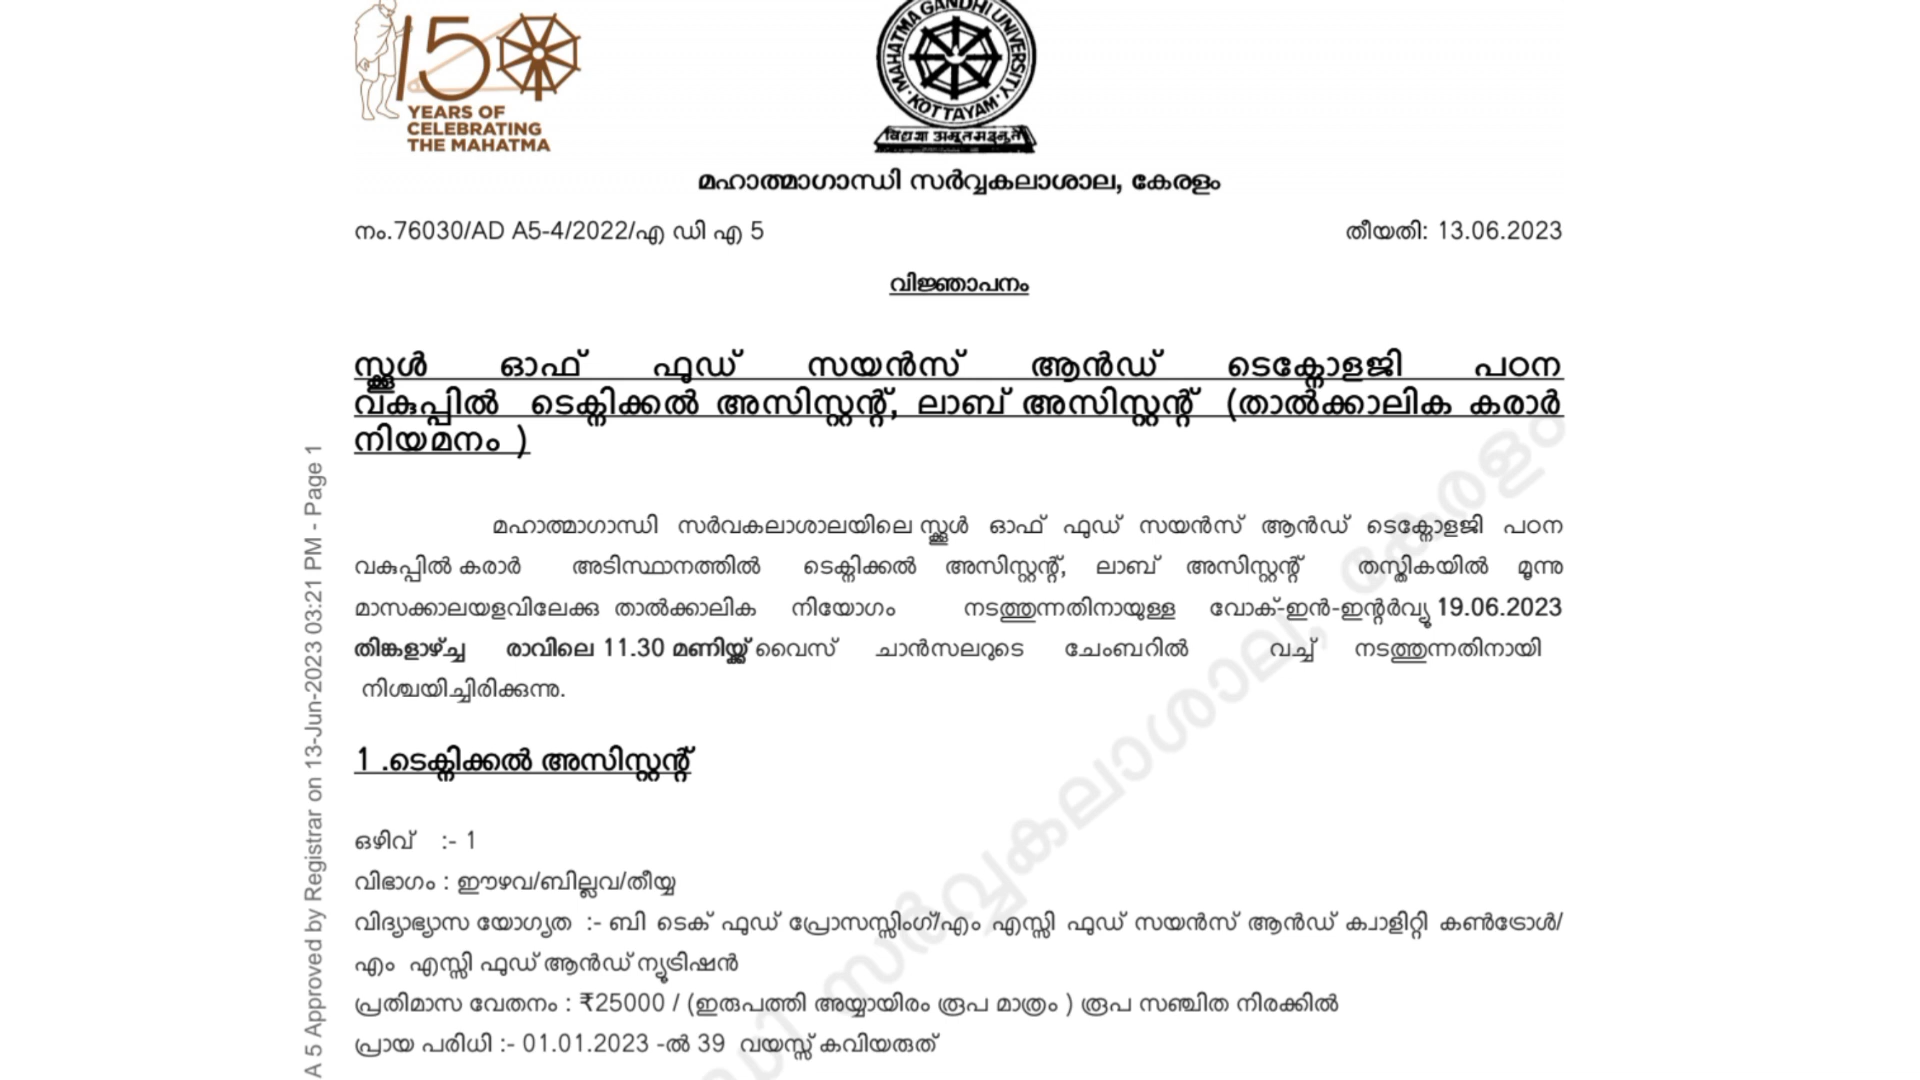 150
YEARS OF
CELEBRATING
THE MAHATMA
MAHATMA GANDHI UNIVERSITY
KOTTAYAM
विद्यया अमृतमश्नुते
മഹാത്മാഗാന്ധി സർവ്വകലാശാല, കേരളം
നം.76030/AD A5-4/2022/എ ഡി എ 5 തീയതി: 13.06.2023
വിജ്ഞാപനം
സ്കൂൾ ഓഫ് ഫുഡ് സയൻസ് ആൻഡ് ടെക്നോളജി പഠന
വകുപ്പിൽ ടെക്നിക്കൽ അസിസ്റ്റന്റ്, ലാബ് അസിസ്റ്റന്റ് (താൽക്കാലിക കരാർ
നിയമനം )
മഹാത്മാഗാന്ധി സർവകലാശാലയിലെ സ്ക്കൂൾ ഓഫ് ഫുഡ് സയൻസ് ആൻഡ് ടെക്നോളജി പഠന
വകുപ്പിൽ കരാർ അടിസ്ഥാനത്തിൽ ടെക്നിക്കൽ അസിസ്റ്റന്റ്, ലാബ് അസിസ്റ്റന്റ് തസ്തികയിൽ മൂന്നു
മാസക്കാലയളവിലേക്കു താൽക്കാലിക നിയോഗം നടത്തുന്നതിനായുള്ള വോക്-ഇൻ-ഇന്റർവ്യൂ 19.06.2023
തിങ്കളാഴ്ച്ച രാവിലെ 11.30 മണിയ്ക്ക് വൈസ് ചാൻസലറുടെ ചേംബറിൽ വച്ച് നടത്തുന്നതിനായി
നിശ്ചയിച്ചിരിക്കുന്നു.
1 .ടെക്നിക്കൽ അസിസ്റ്റന്റ്
ഒഴിവ് :- 1
വിഭാഗം : ഈഴവ/ബില്ലവ/തീയ്യ
വിദ്യാഭ്യാസ യോഗ്യത :- ബി ടെക് ഫുഡ് പ്രോസസ്സിംഗ്/എം എസ്സി ഫുഡ് സയൻസ് ആൻഡ് ക്വാളിറ്റി കൺട്രോൾ/
എം എസ്സി ഫുഡ് ആൻഡ് ന്യൂട്രിഷൻ
പ്രതിമാസ വേതനം : ₹25000 / (ഇരുപത്തി അയ്യായിരം രൂപ മാത്രം ) രൂപ സഞ്ചിത നിരക്കിൽ
പ്രായ പരിധി :- 01.01.2023 -ൽ 39 വയസ്സ് കവിയരുത്
A 5 Approved by Registrar on 13-Jun-2023 03:21 PM - Page 1
സർവ്വകലാശാല, കേരളം